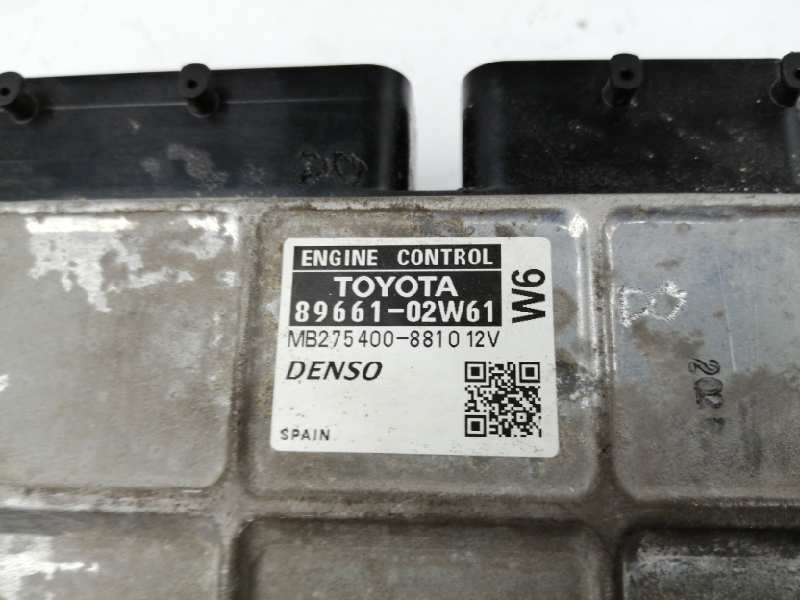 ENGINE CONTROL
TOYOTA
89661-02W61
W6
MB275400-8810 12V
DENSO
SPAIN